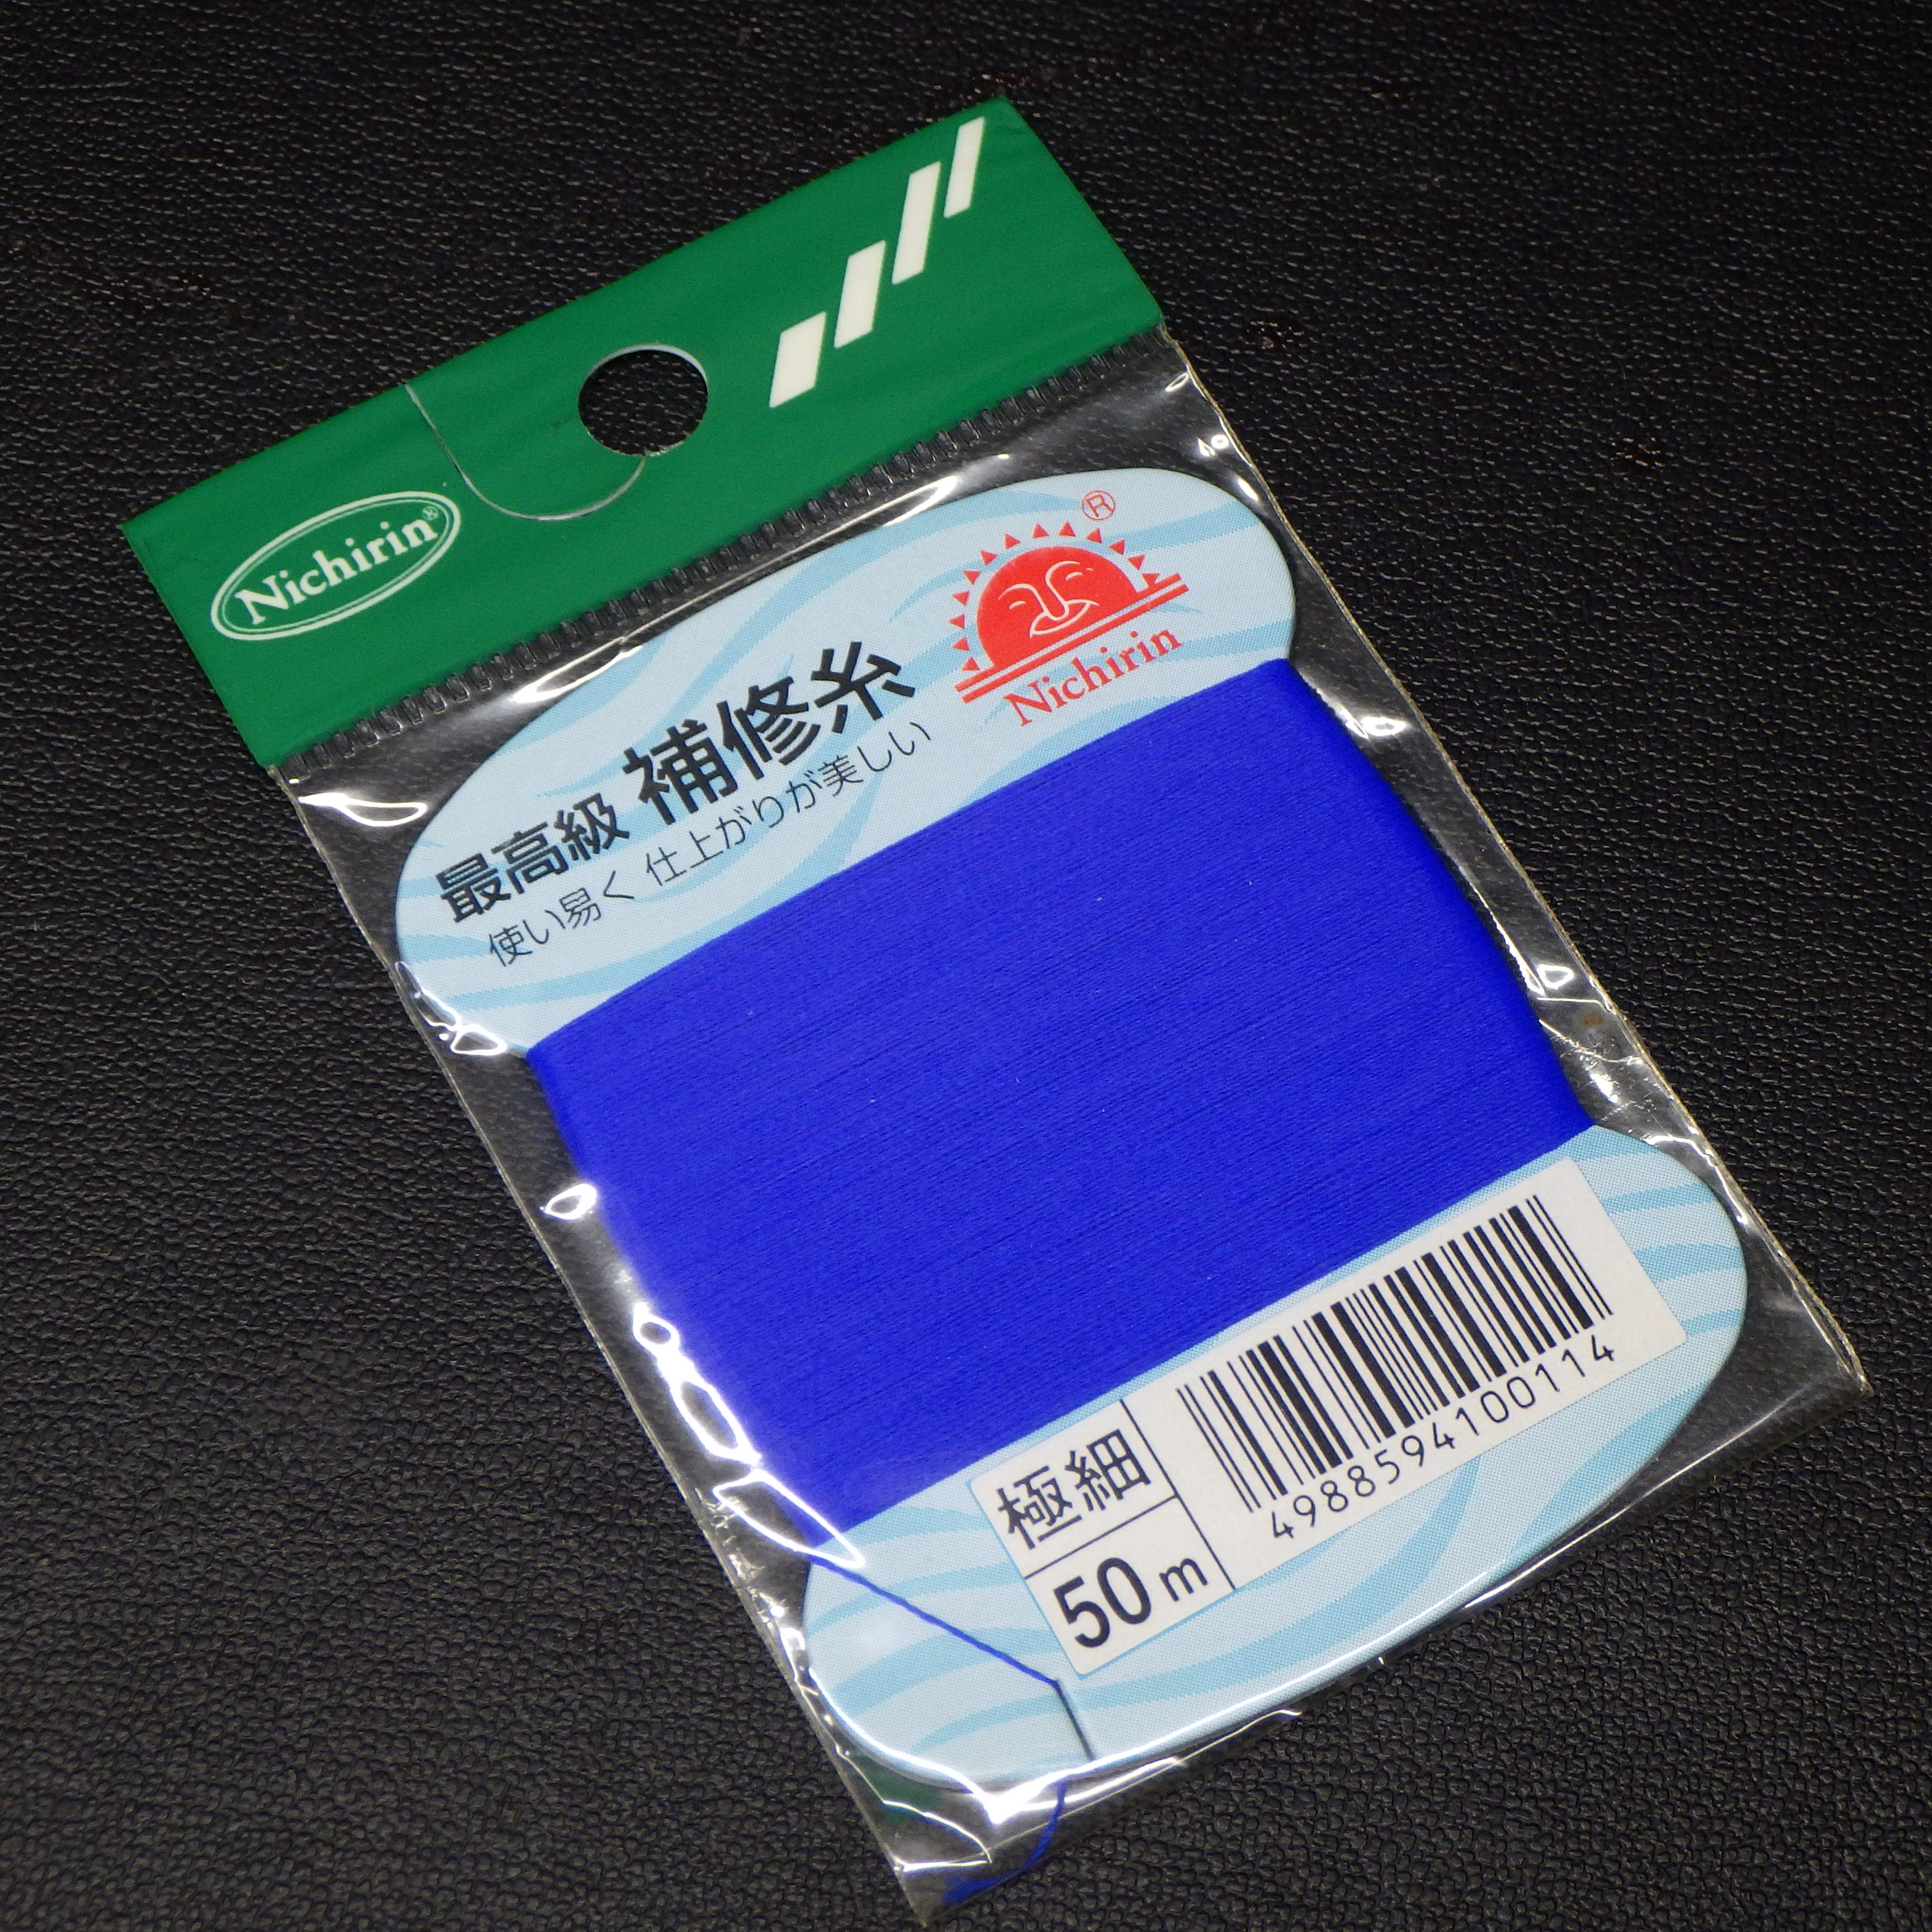 Nichirin®
®
Nichirin
最高級 補修糸
使い易く 仕上がりが美しい
極細
50m
4988594100114